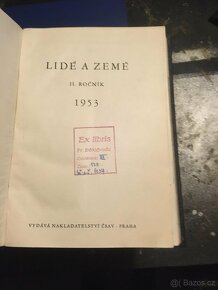 LIDÉ A ZEMĚ
II. ROČNÍK
1953
Ex libris
VYDÁVÁ NAKLADATELSTVÍ ČSAV - PRAHA
Bazos.cz